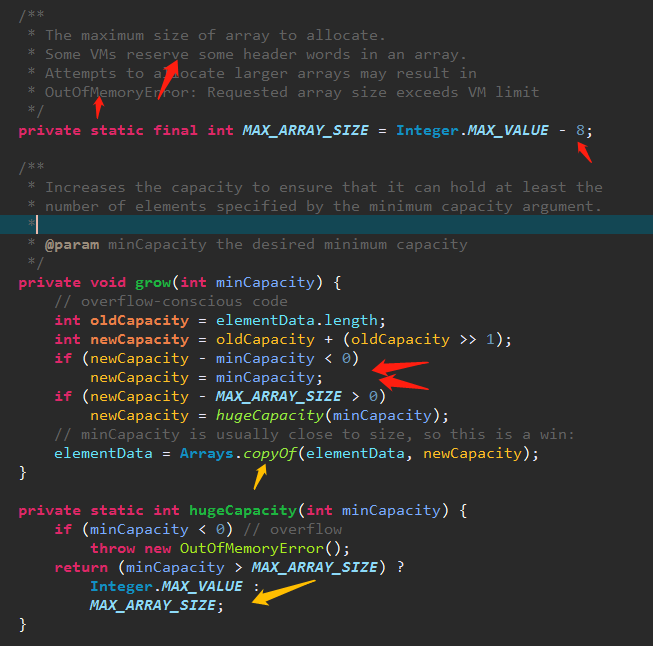 /**
 * The maximum size of array to allocate.
 * Some VMs reserve some header words in an array.
 * Attempts to allocate larger arrays may result in
 * OutOfMemoryError: Requested array size exceeds VM limit
 */
private static final int MAX_ARRAY_SIZE = Integer.MAX_VALUE - 8;
/**
 * Increases the capacity to ensure that it can hold at least the
 * number of elements specified by the minimum capacity argument.
 *
 * @param minCapacity the desired minimum capacity
 */
private void grow(int minCapacity) {
    // overflow-conscious code
    int oldCapacity = elementData.length;
    int newCapacity = oldCapacity + (oldCapacity >> 1);
    if (newCapacity - minCapacity < 0)
        newCapacity = minCapacity;
    if (newCapacity - MAX_ARRAY_SIZE > 0)
        newCapacity = hugeCapacity(minCapacity);
    // minCapacity is usually close to size, so this is a win:
    elementData = Arrays.copyOf(elementData, newCapacity);
}
private static int hugeCapacity(int minCapacity) {
    if (minCapacity < 0) // overflow
        throw new OutOfMemoryError();
    return (minCapacity > MAX_ARRAY_SIZE) ?
        Integer.MAX_VALUE :
        MAX_ARRAY_SIZE;
}